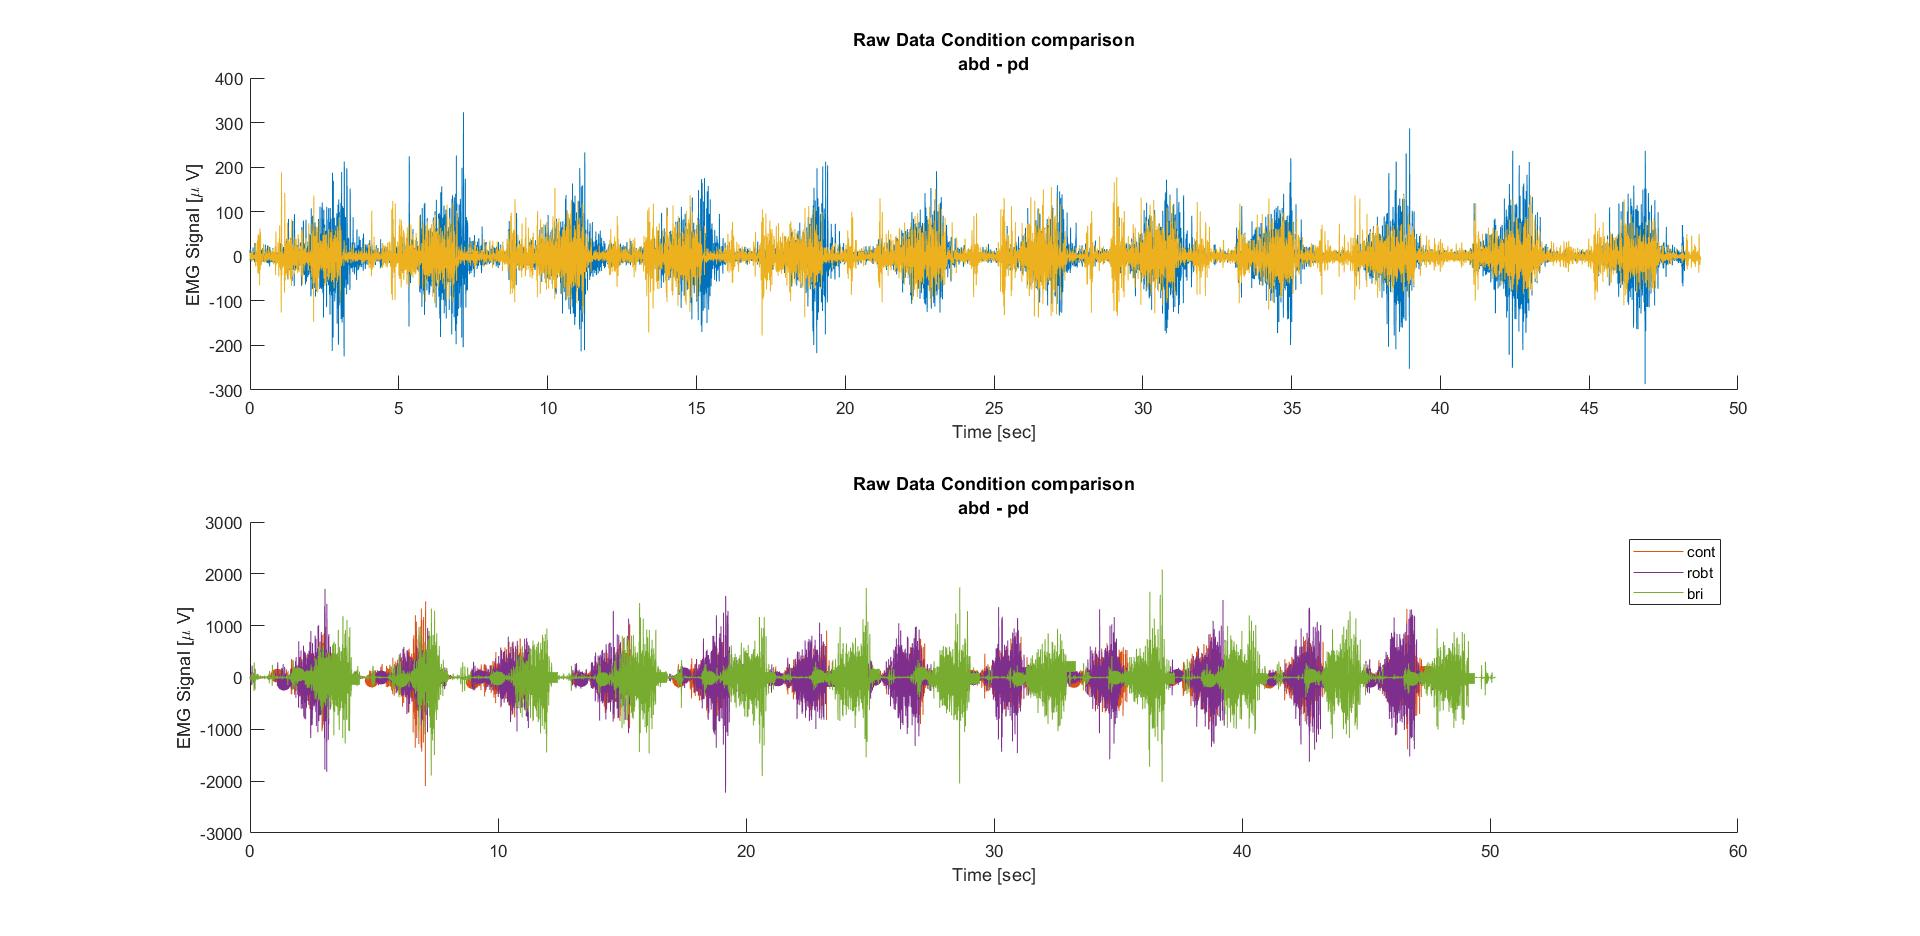 Raw Data Condition comparison
abd - pd
400
300
200
100
0
-100
-200
-300
EMG Signal [μ V]
0 5 10 15 20 25 30 35 40 45 50
Time [sec]
Raw Data Condition comparison
abd - pd
3000
2000
1000
0
-1000
-2000
-3000
EMG Signal [μ V]
cont
robt
bri
0 10 20 30 40 50 60
Time [sec]